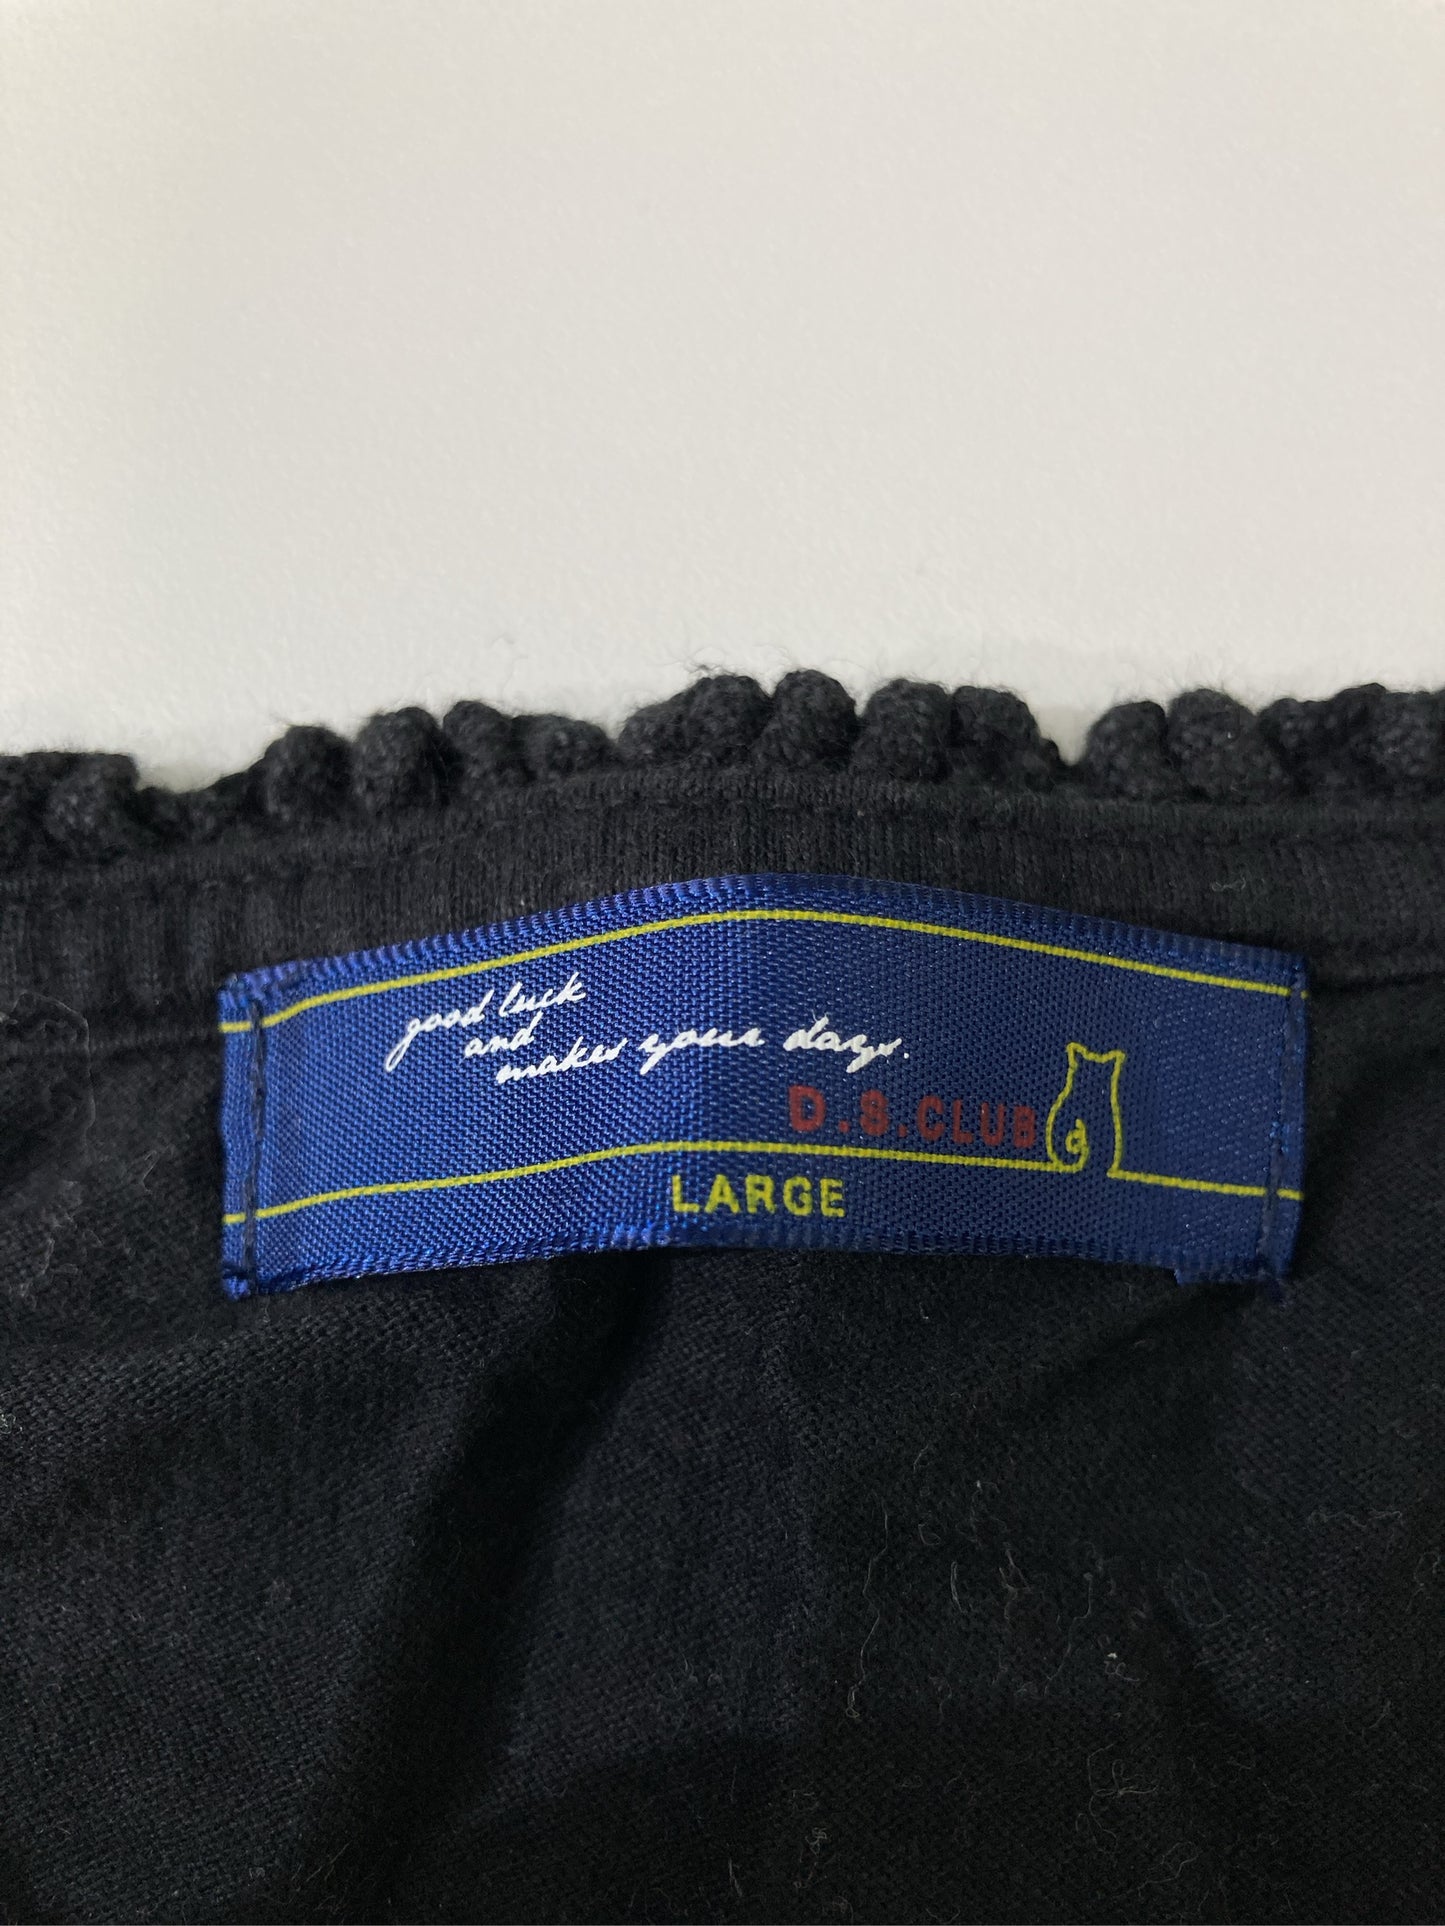 good luck
and
makes your days.
D.S.CLUB
LARGE